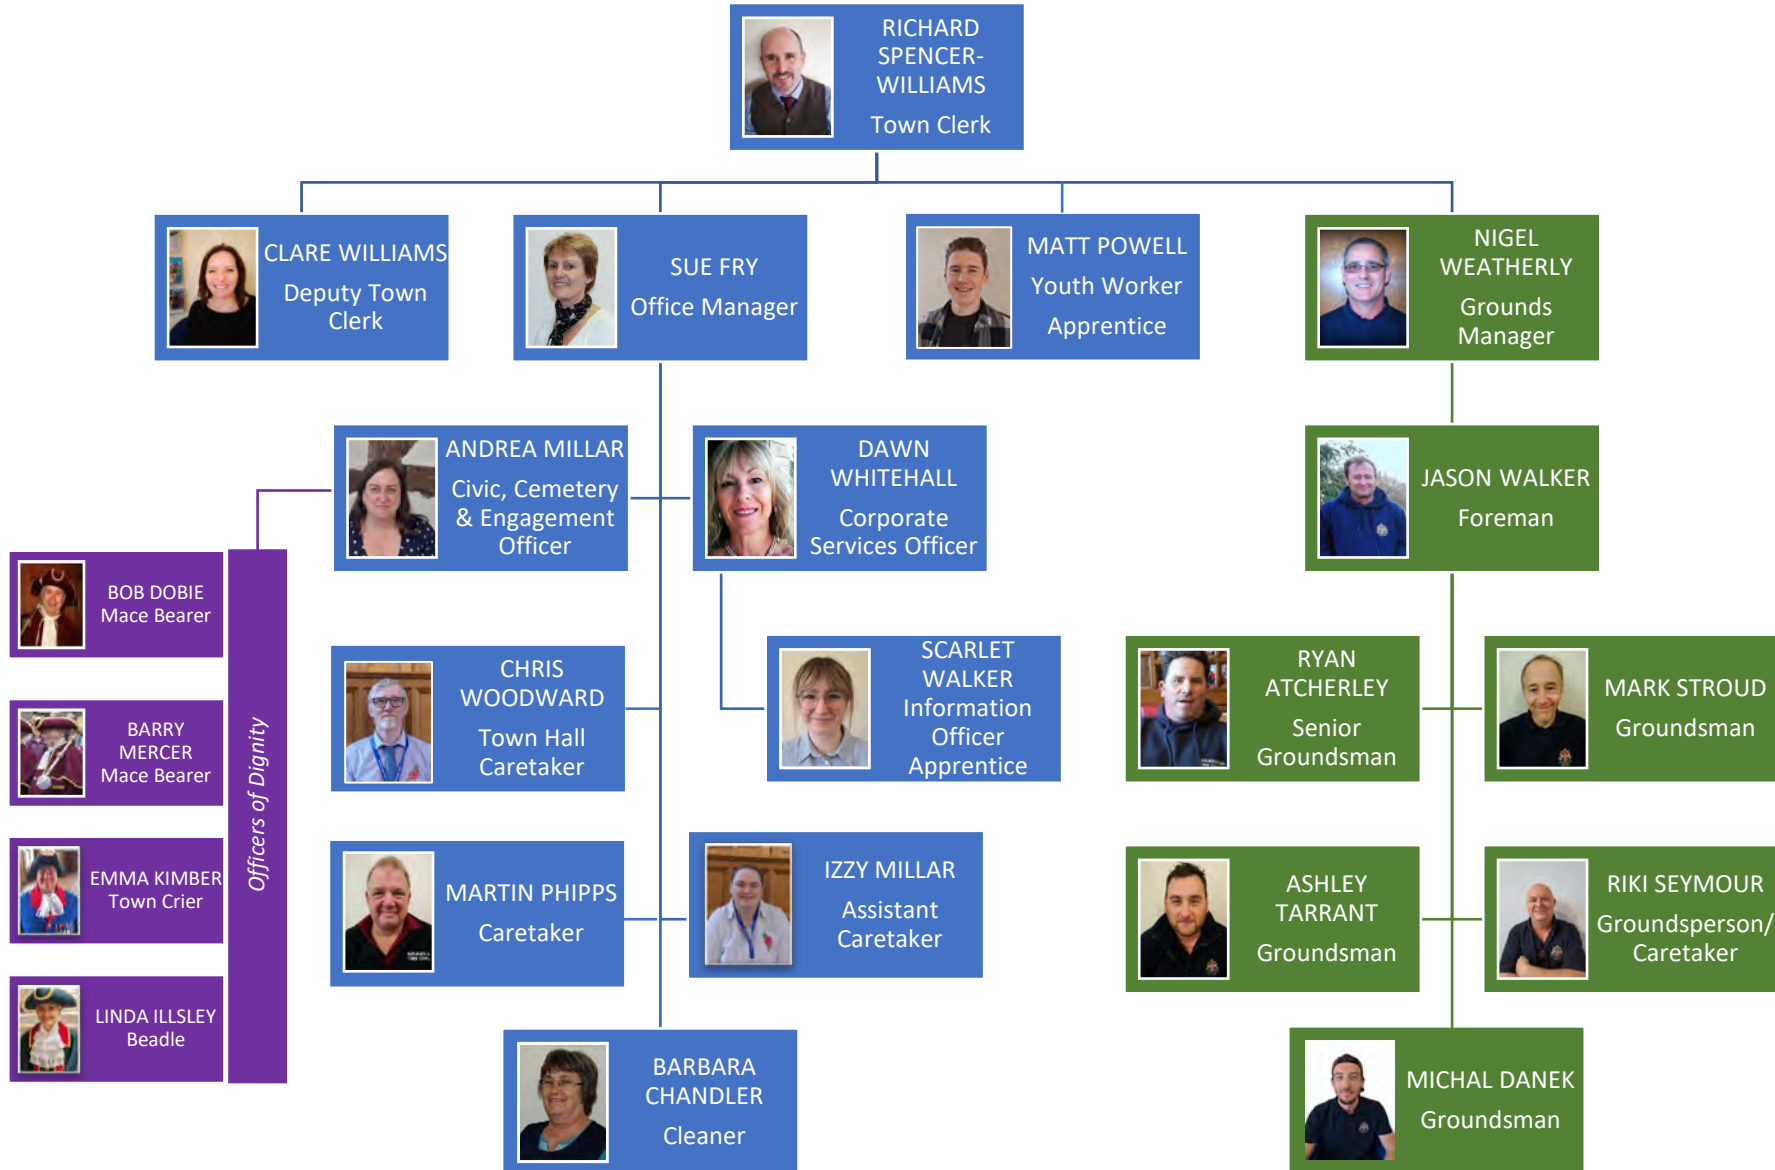 RICHARD
SPENCER-
WILLIAMS
Town Clerk
CLARE WILLIAMS
Deputy Town
Clerk
SUE FRY
Office Manager
MATT POWELL
Youth Worker
Apprentice
NIGEL
WEATHERLY
Grounds
Manager
ANDREA MILLAR
Civic, Cemetery
& Engagement
Officer
DAWN
WHITEHALL
Corporate
Services Officer
JASON WALKER
Foreman
Officers of Dignity
BOB DOBIE
Mace Bearer
BARRY
MERCER
Mace Bearer
EMMA KIMBER
Town Crier
LINDA ILLSLEY
Beadle
CHRIS
WOODWARD
Town Hall
Caretaker
SCARLET
WALKER
Information
Officer
Apprentice
RYAN
ATCHERLEY
Senior
Groundsman
MARK STROUD
Groundsman
MARTIN PHIPPS
Caretaker
IZZY MILLAR
Assistant
Caretaker
ASHLEY
TARRANT
Groundsman
RIKI SEYMOUR
Groundsperson/
Caretaker
BARBARA
CHANDLER
Cleaner
MICHAL DANEK
Groundsman